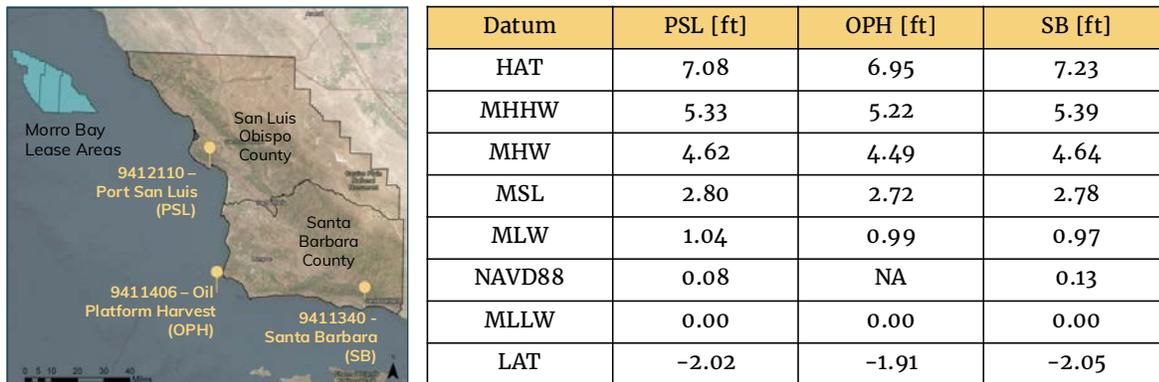 Morro Bay
Lease Areas
San Luis
Obispo
County
9412110 –
Port San Luis
(PSL)
Santa
Barbara
County
9411406 – Oil
Platform Harvest
(OPH)
9411340 -
Santa Barbara
(SB)
0 5 10 20 30 40
Miles
N
Datum PSL [ft] OPH [ft] SB [ft]
HAT 7.08 6.95 7.23
MHHW 5.33 5.22 5.39
MHW 4.62 4.49 4.64
MSL 2.80 2.72 2.78
MLW 1.04 0.99 0.97
NAVD88 0.08 NA 0.13
MLLW 0.00 0.00 0.00
LAT -2.02 -1.91 -2.05